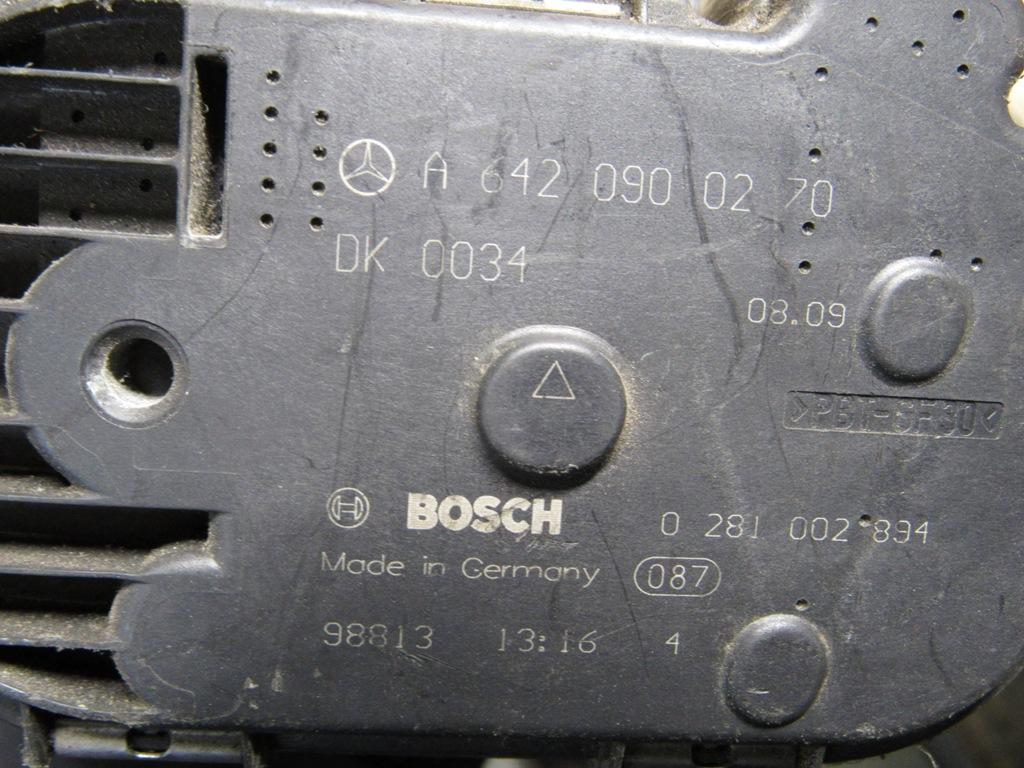 A 642 090 02 70
DK 0034
08.09
>PBT-GF30<
BOSCH 0 281 002 894
Made in Germany 087
98813 13:16 4